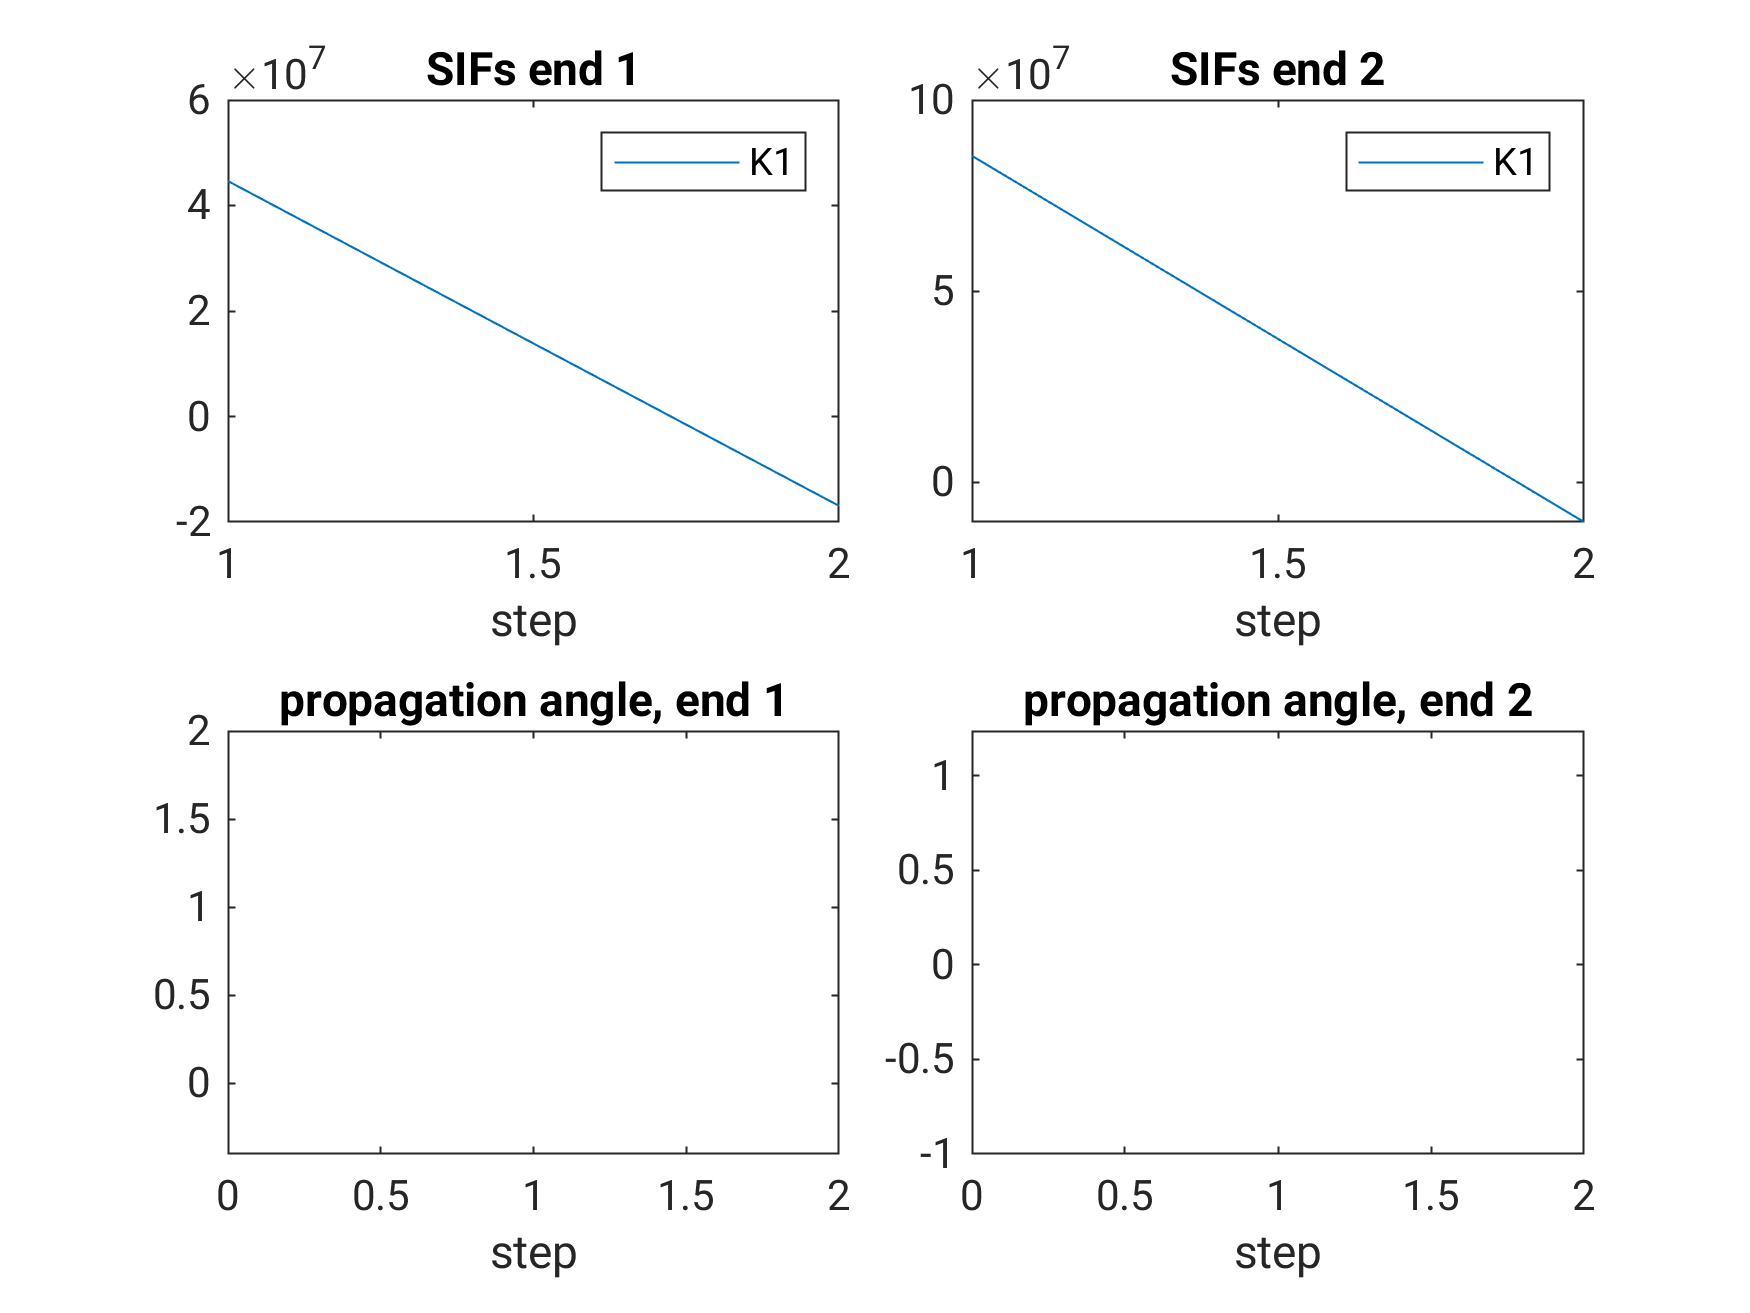 ×10^7 SIFs end 1
6
4
2
0
-2
K1
1 1.5 2
step
×10^7 SIFs end 2
10
5
0
K1
1 1.5 2
step
propagation angle, end 1
2
1.5
1
0.5
0
0 0.5 1 1.5 2
step
propagation angle, end 2
1
0.5
0
-0.5
-1
0 0.5 1 1.5 2
step